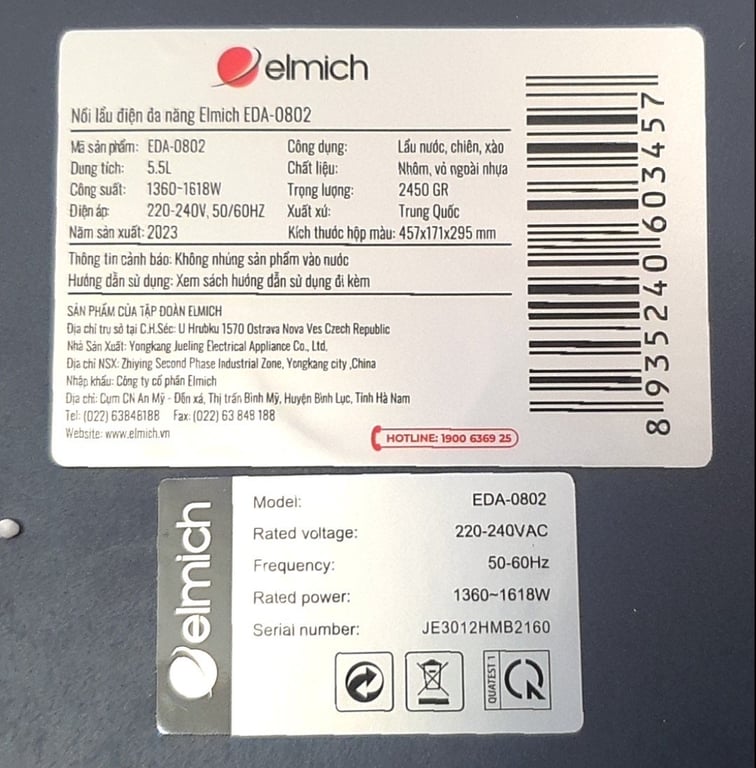 elmich
Nồi lẩu điện đa năng Elmich EDA-0802
Mã sản phẩm: EDA-0802 Công dụng: Lẩu nước, chiên, xào
Dung tích: 5.5L Chất liệu: Nhôm, vỏ ngoài nhựa
Công suất: 1360~1618W Trọng lượng: 2450 GR
Điện áp: 220-240V, 50/60HZ Xuất xứ: Trung Quốc
Năm sản xuất: 2023 Kích thước hộp màu: 457x171x295 mm
Thông tin cảnh báo: Không nhúng sản phẩm vào nước
Hướng dẫn sử dụng: Xem sách hướng dẫn sử dụng đi kèm
SẢN PHẨM CỦA TẬP ĐOÀN ELMICH
Địa chỉ trụ sở tại C.H.Séc: U Hrubku 1570 Ostrava Nova Ves Czech Republic
Nhà Sản Xuất: Yongkang Jueling Electrical Appliance Co., Ltd,
Địa chỉ NSX: Zhiying Second Phase Industrial Zone, Yongkang city ,China
Nhập khẩu: Công ty cổ phần Elmich
Địa chỉ: Cụm CN An Mỹ - Đồn xá, Thị trấn Bình Mỹ, Huyện Bình Lục, Tỉnh Hà Nam
Tel: (022) 63848188 Fax: (022) 63 848 188
Website: www.elmich.vn
HOTLINE: 1900 6369 25
8 935240 603457
elmich
Model: EDA-0802
Rated voltage: 220-240VAC
Frequency: 50-60Hz
Rated power: 1360~1618W
Serial number: JE3012HMB2160
QUATEST 1